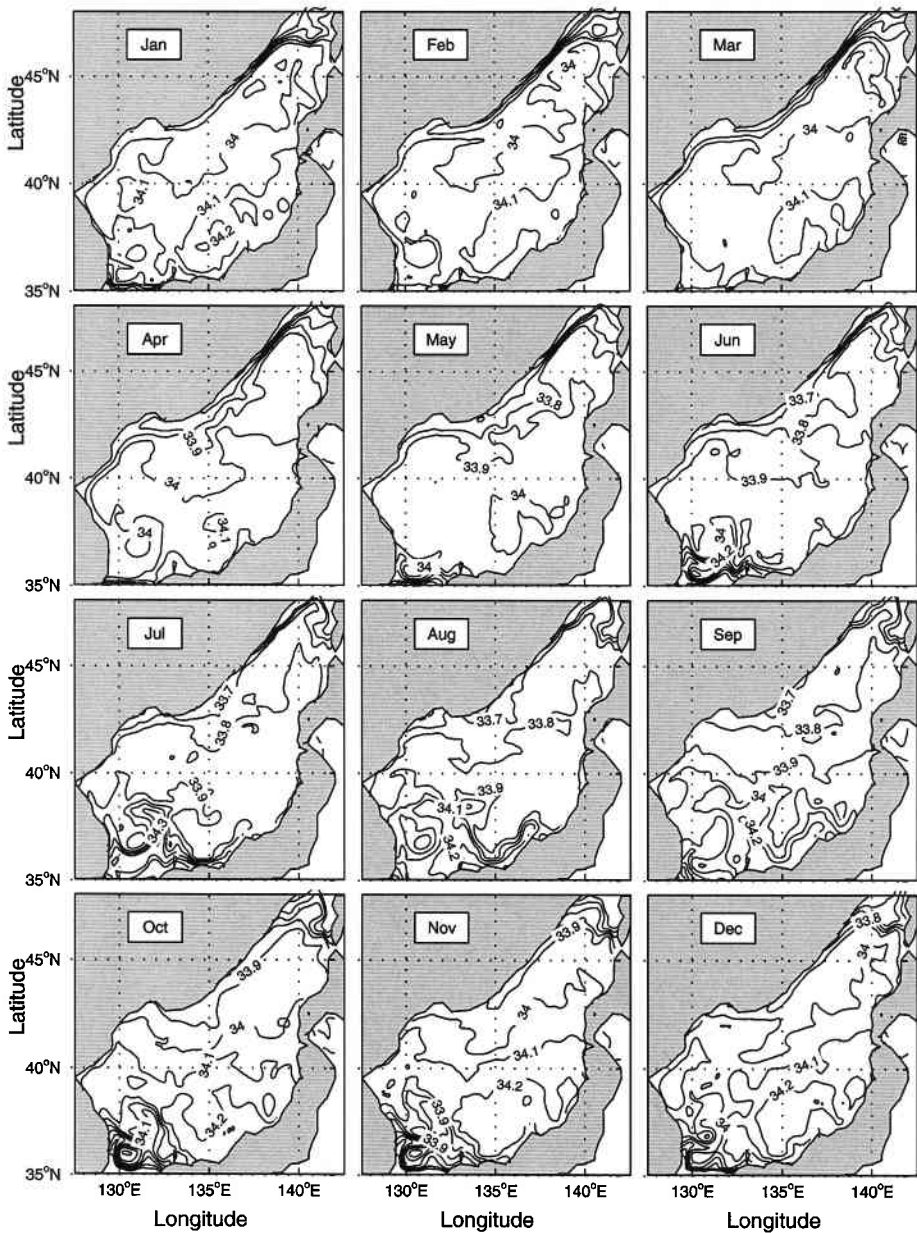 Jan
Feb
Mar
45°N
40°N
35°N
Latitude
34
34.1
34.1
34.2
34
34
34.1
34
34.1
Apr
May
Jun
45°N
40°N
35°N
Latitude
33.9
34
34
34.1
33.8
33.9
34
34
33.7
33.8
33.9
34
34.2
Jul
Aug
Sep
45°N
40°N
35°N
Latitude
33.7
33.8
33.9
34.3
33.7
33.8
33.9
34.1
34.2
33.7
33.8
33.9
34
34.2
Oct
Nov
Dec
45°N
40°N
35°N
Latitude
33.9
34
34.1
34.2
34.1
33.9
34
34.1
34.2
33.9
33.9
33.8
34
34.1
34.2
34
130°E
135°E
140°E
130°E
135°E
140°E
130°E
135°E
140°E
Longitude
Longitude
Longitude